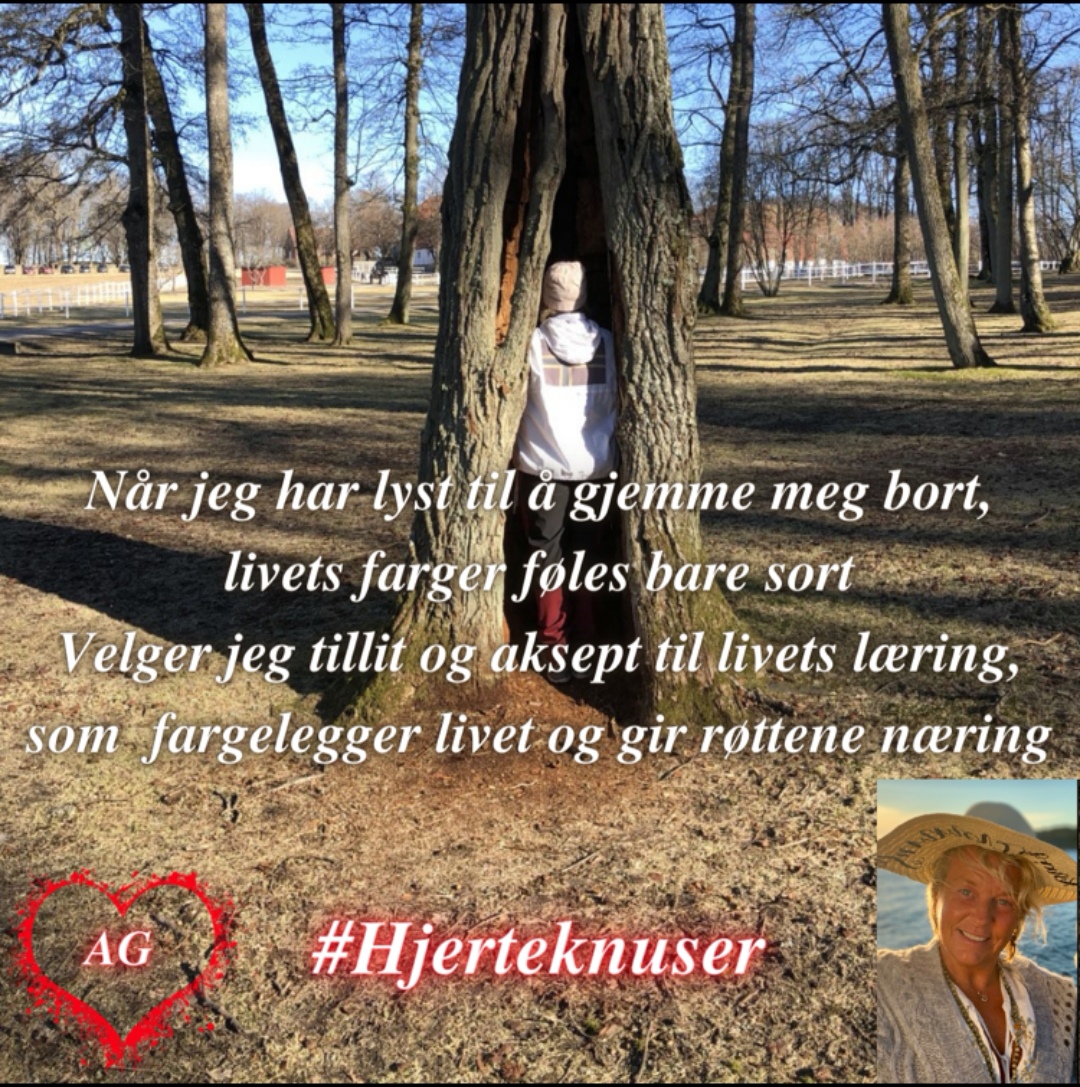 Når jeg har lyst til å gjemme meg bort,
livets farger føles bare sort
Velger jeg tillit og aksept til livets læring,
som fargelegger livet og gir røttene næring
AG
#Hjerteknuser